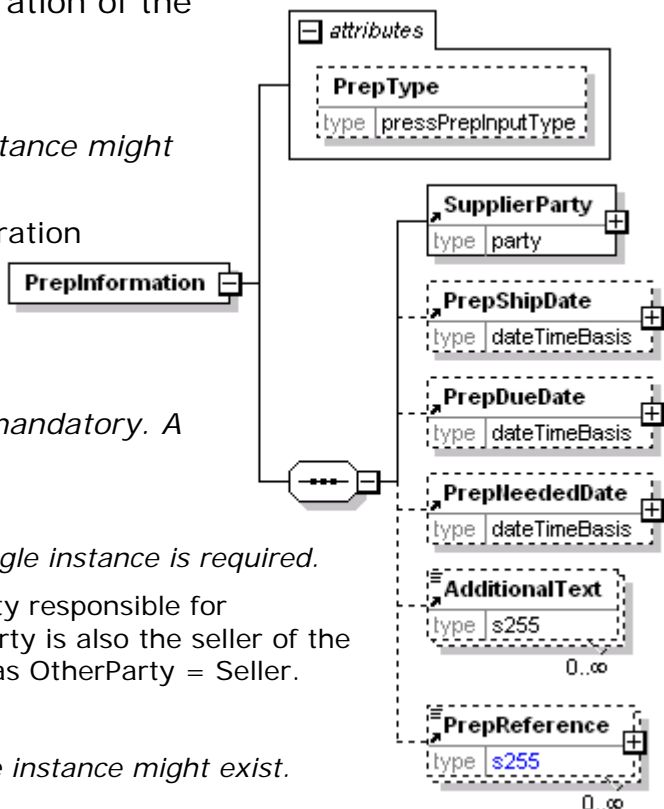 ration of the
stance might
ration
mandatory. A
gle instance is required.
ty responsible for
arty is also the seller of the
as OtherParty = Seller.
e instance might exist.
PrepInformation
attributes
PrepType
type pressPrepInputType
SupplierParty
type party
PrepShipDate
type dateTimeBasis
PrepDueDate
type dateTimeBasis
PrepNeededDate
type dateTimeBasis
AdditionalText
type s255
0..∞
PrepReference
type s255
0..∞